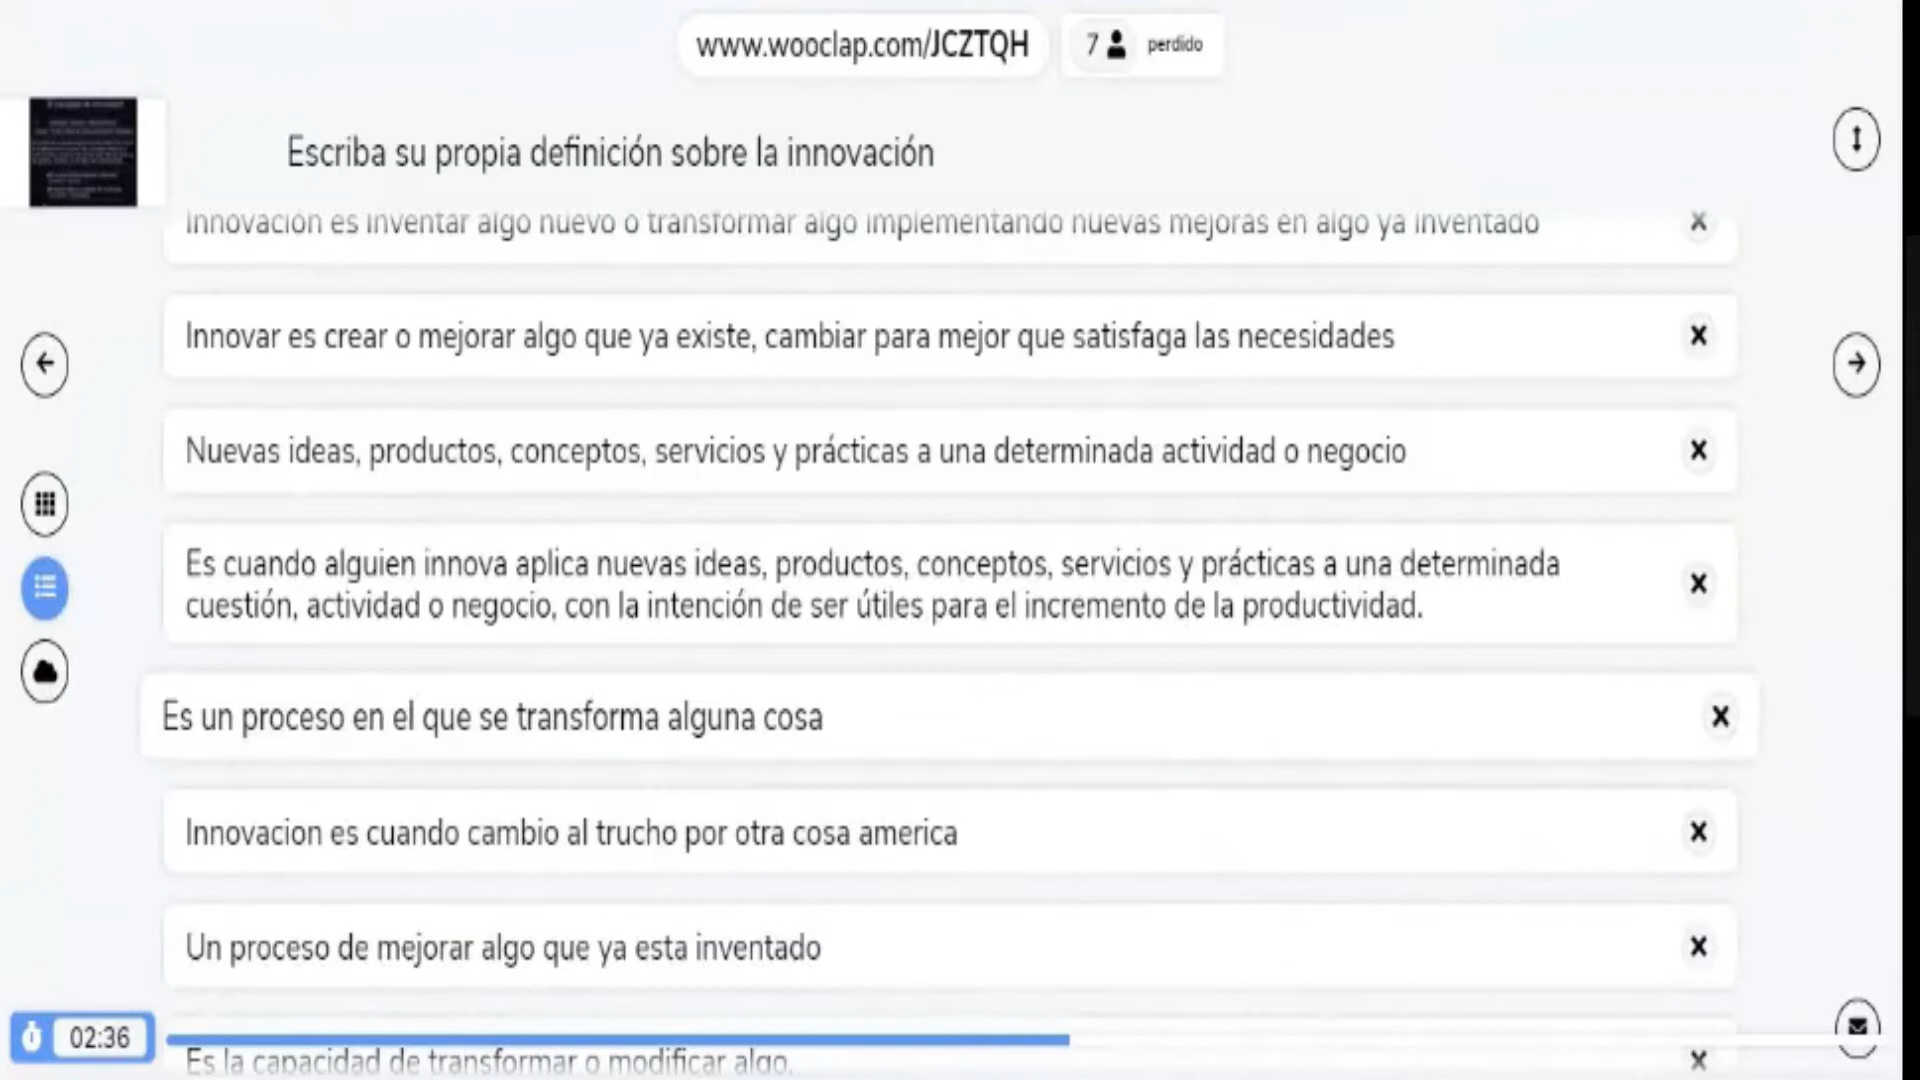 www.wooclap.com/JCZTQH
7 perdido
Escriba su propia definición sobre la innovación
Innovación es inventar algo nuevo o transformar algo implementando nuevas mejoras en algo ya inventado
Innovar es crear o mejorar algo que ya existe, cambiar para mejor que satisfaga las necesidades
Nuevas ideas, productos, conceptos, servicios y prácticas a una determinada actividad o negocio
Es cuando alguien innova aplica nuevas ideas, productos, conceptos, servicios y prácticas a una determinada
cuestión, actividad o negocio, con la intención de ser útiles para el incremento de la productividad.
Es un proceso en el que se transforma alguna cosa
Innovacion es cuando cambio al trucho por otra cosa america
Un proceso de mejorar algo que ya esta inventado
02:36
Es la capacidad de transformar o modificar algo.